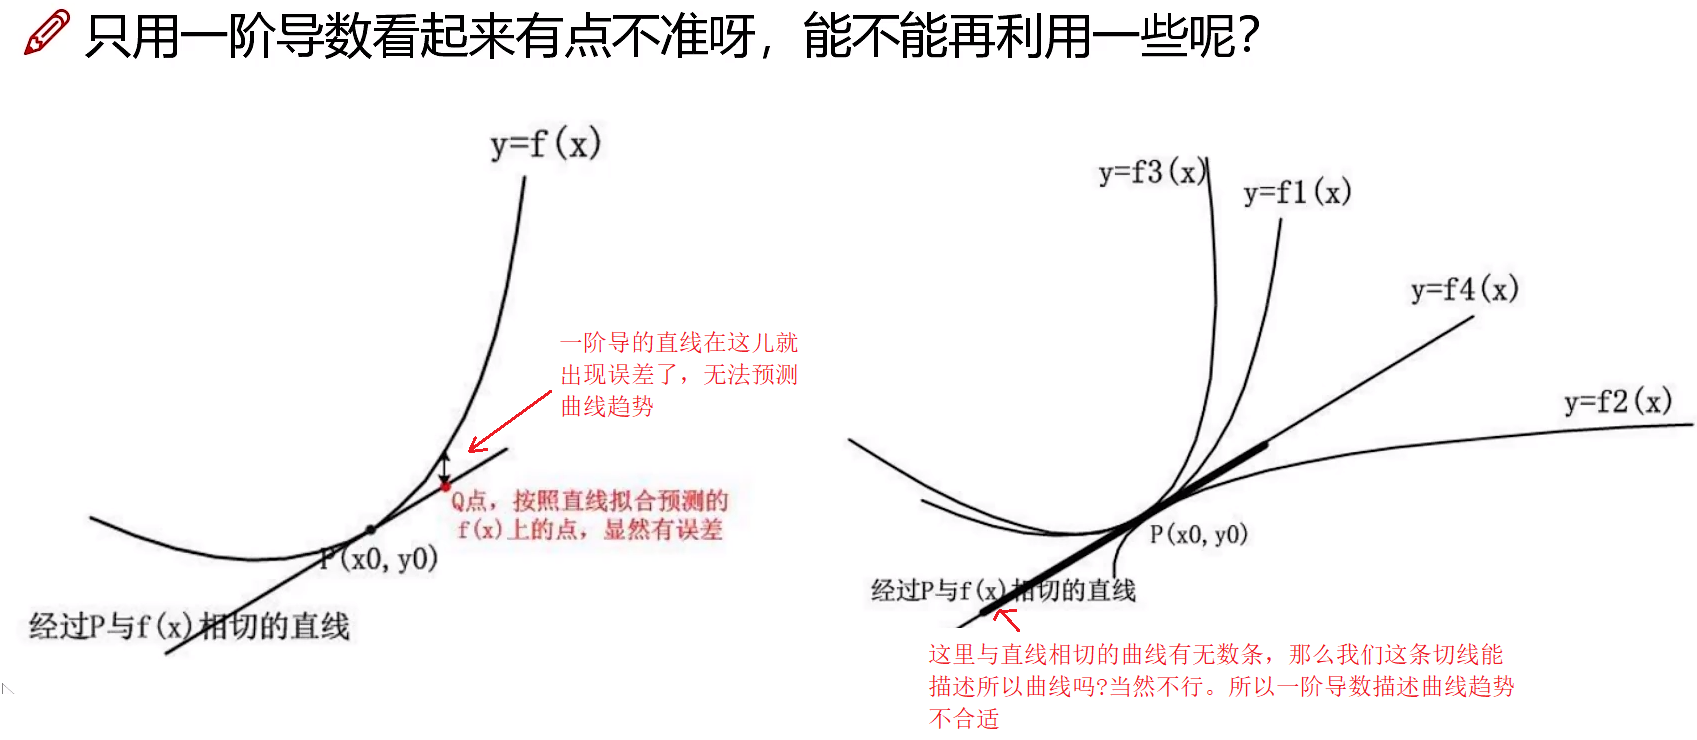 只用一阶导数看起来有点不准呀，能不能再利用一些呢？
y=f(x)
一阶导的直线在这儿就
出现误差了，无法预测
曲线趋势
Q点，按照直线拟合预测的
f(x)上的点，显然有误差
P(x0,y0)
经过P与f(x)相切的直线
y=f3(x)
y=f1(x)
y=f4(x)
y=f2(x)
P(x0,y0)
经过P与f(x)相切的直线
这里与直线相切的曲线有无数条，那么我们这条切线能
描述所以曲线吗?当然不行。所以一阶导数描述曲线趋势
不合适